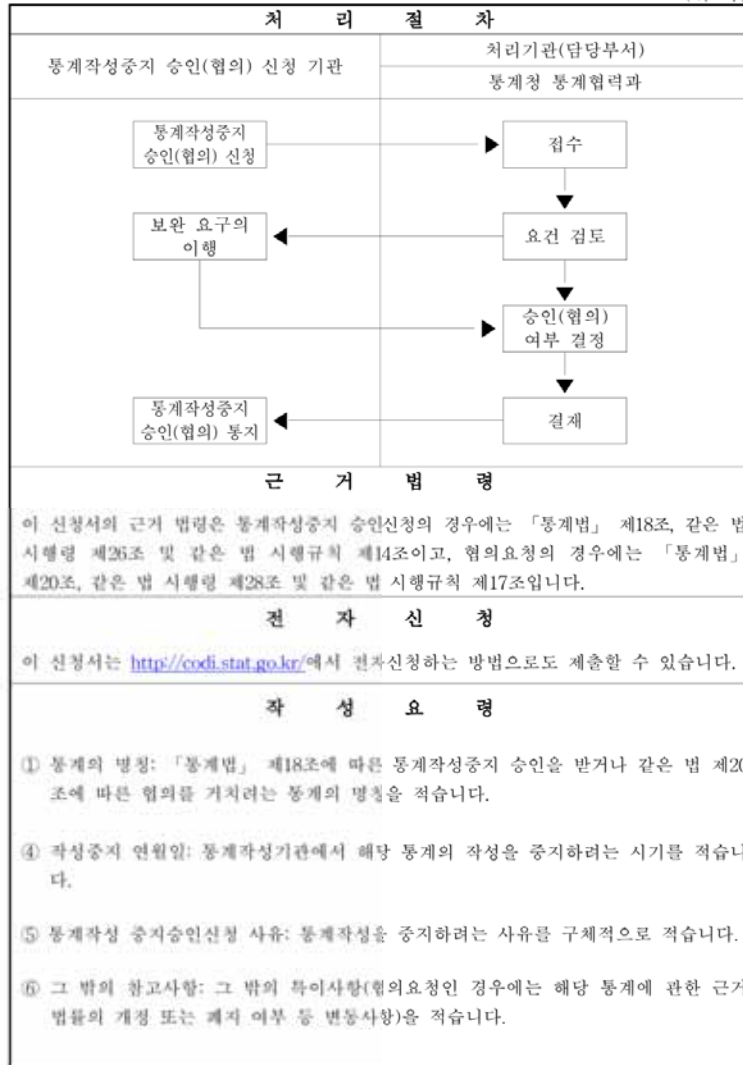 처 리 절 차
통계작성중지 승인(협의) 신청 기관
처리기관(담당부서)
통계청 통계협력과
통계작성중지
승인(협의) 신청
접수
보완 요구의
이행
요건 검토
승인(협의)
여부 결정
통계작성중지
승인(협의) 통지
결재
근 거 법 령
이 신청서의 근거 법령은 통계작성중지 승인신청의 경우에는 「통계법」 제18조, 같은 법
시행령 제26조 및 같은 법 시행규칙 제14조이고, 협의요청의 경우에는 「통계법」
제20조, 같은 법 시행령 제28조 및 같은 법 시행규칙 제17조입니다.
전 자 신 청
이 신청서는 http://codi.stat.go.kr/에서 전자신청하는 방법으로도 제출할 수 있습니다.
작 성 요 령
① 통계의 명칭: 「통계법」 제18조에 따른 통계작성중지 승인을 받거나 같은 법 제20
조에 따른 협의를 거치려는 통계의 명칭을 적습니다.
④ 작성중지 연월일: 통계작성기관에서 해당 통계의 작성을 중지하려는 시기를 적습니
다.
⑤ 통계작성 중지승인신청 사유: 통계작성을 중지하려는 사유를 구체적으로 적습니다.
⑥ 그 밖의 참고사항: 그 밖의 특이사항(협의요청인 경우에는 해당 통계에 관한 근거
법률의 개정 또는 폐지 여부 등 변동사항)을 적습니다.